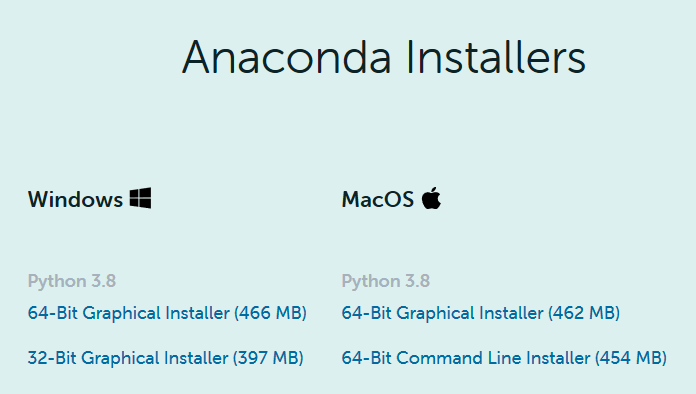 Anaconda Installers
Windows
Python 3.8
64-Bit Graphical Installer (466 MB)
32-Bit Graphical Installer (397 MB)
MacOS
Python 3.8
64-Bit Graphical Installer (462 MB)
64-Bit Command Line Installer (454 MB)